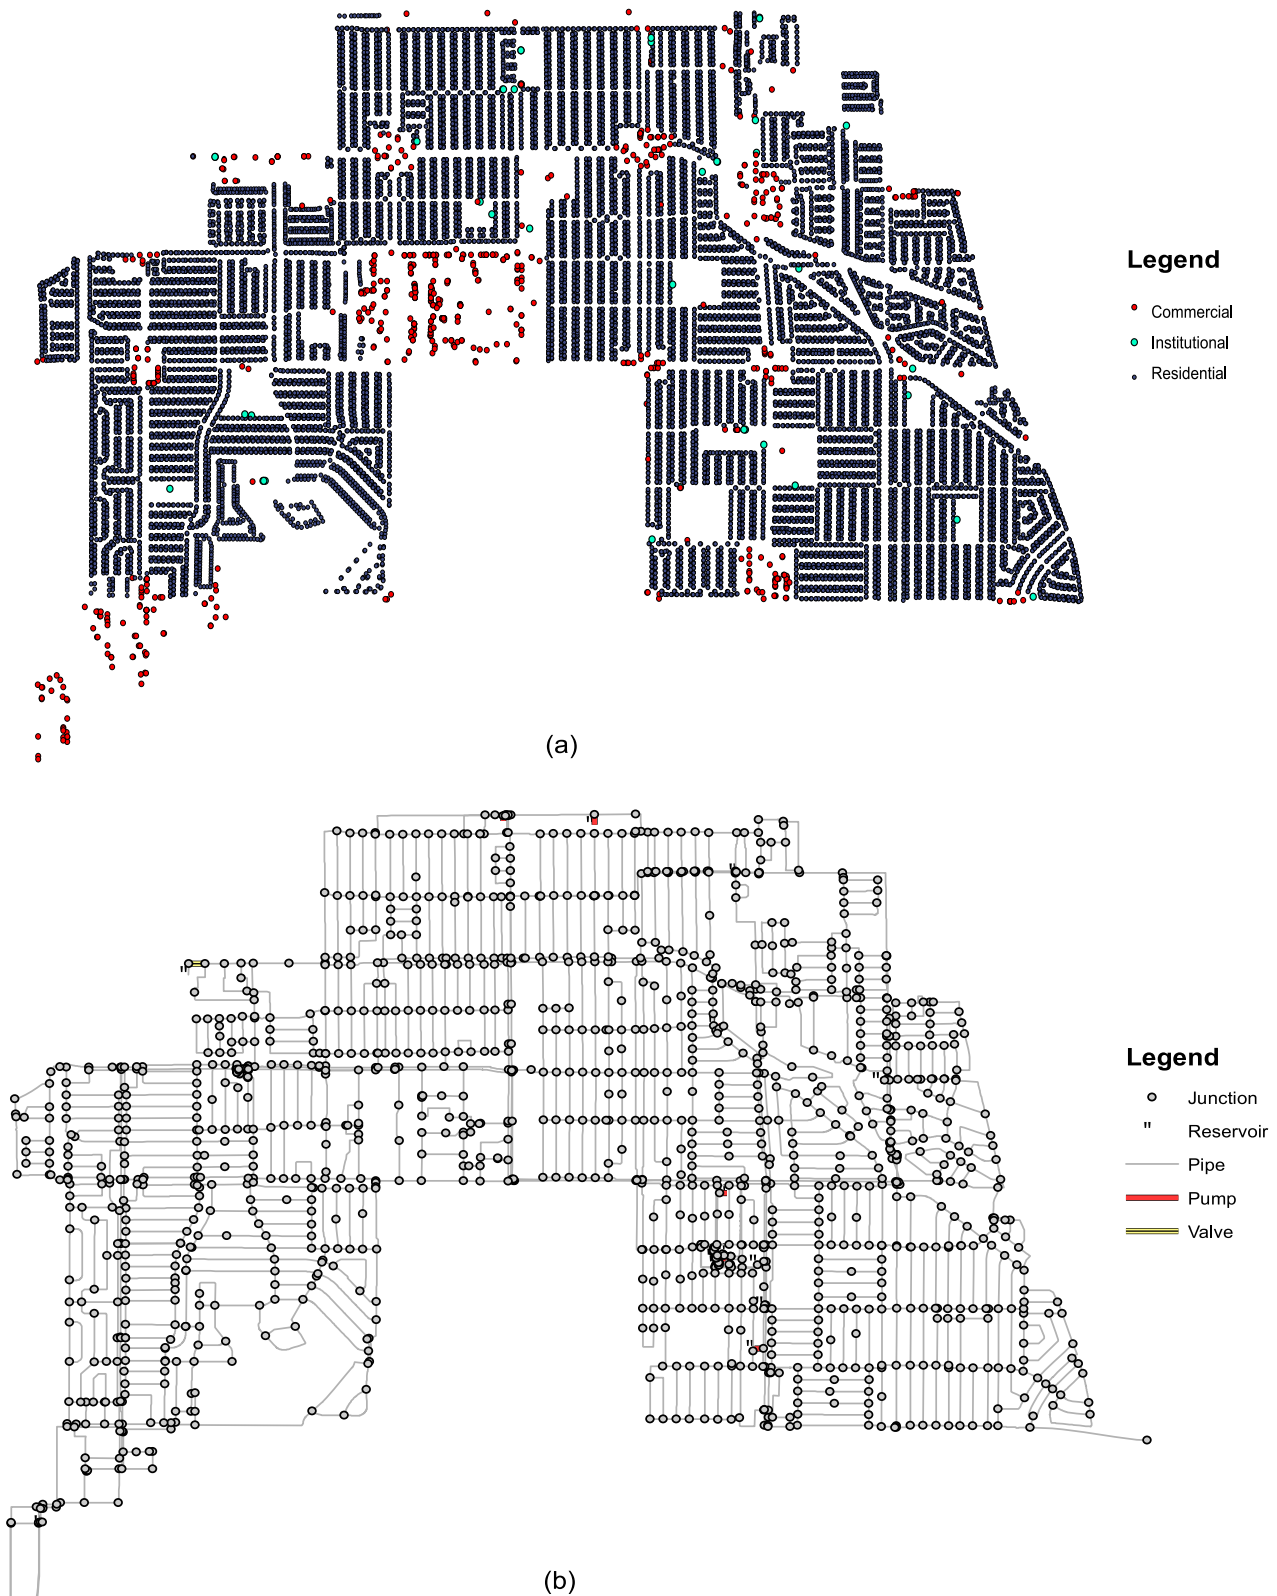 Legend
Commercial
Institutional
Residential
(a)
"
"
"
"
Legend
Junction
" Reservoir
Pipe
Pump
Valve
"
"
"
(b)